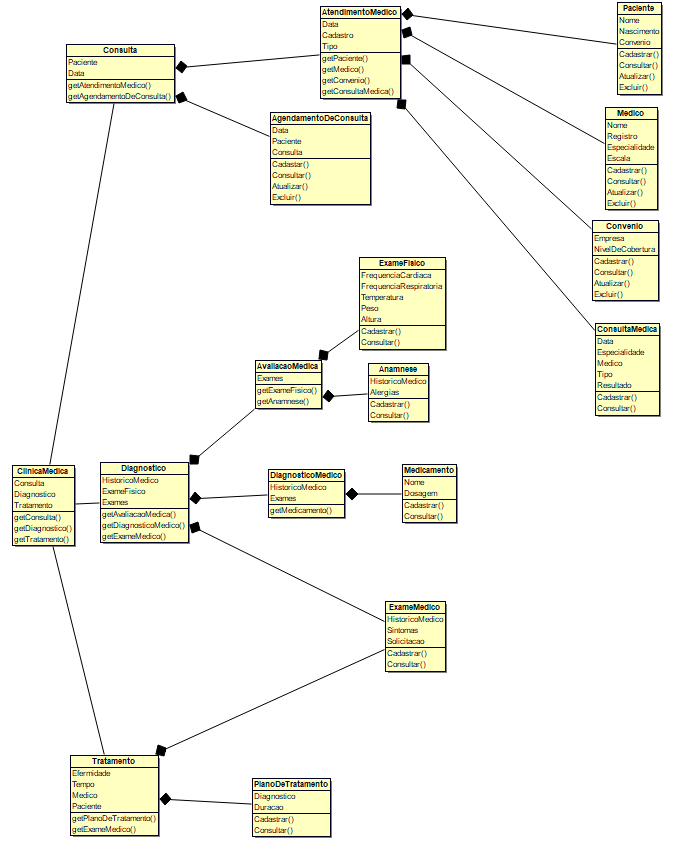 Consulta
Paciente
Data
getAtendimentoMedico()
getAgendamentoDeConsulta()
AtendimentoMedico
Data
Cadastro
Tipo
getPaciente()
getMedico()
getConvenio()
getConsultaMedica()
Paciente
Nome
Nascimento
Convenio
Cadastrar()
Consultar()
Atualizar()
Excluir()
AgendamentoDeConsulta
Data
Paciente
Consulta
Cadastar()
Consultar()
Atualizar()
Excluir()
Medico
Nome
Registro
Especialidade
Escala
Cadastrar()
Consultar()
Atualizar()
Excluir()
Convenio
Empresa
NivelDeCobertura
Cadastrar()
Consultar()
Atualizar()
Excluir()
ExameFisico
FrequenciaCardiaca
FrequenciaRespiratoria
Temperatura
Peso
Altura
Cadastrar()
Consultar()
ConsultaMedica
Data
Especialidade
Medico
Tipo
Resultado
Cadastrar()
Consultar()
AvaliacaoMedica
Exames
getExameFisico()
getAnamnese()
Anamnese
HistoricoMedico
Alergias
Cadastrar()
Consultar()
ClinicaMedica
Consulta
Diagnostico
Tratamento
getConsulta()
getDiagnostico()
getTratamento()
Diagnostico
HistoricoMedico
ExameFisico
Exames
getAvaliacaoMedica()
getDiagnosticoMedico()
getExameMedico()
DiagnosticoMedico
HistoricoMedico
Exames
getMedicamento()
Medicamento
Nome
Dosagem
Cadastrar()
Consultar()
ExameMedico
HistoricoMedico
Sintomas
Solicitacao
Cadastrar()
Consultar()
Tratamento
Efermidade
Tempo
Medico
Paciente
getPlanoDeTratamento()
getExameMedico()
PlanoDeTratamento
Diagnostico
Duracao
Cadastrar()
Consultar()